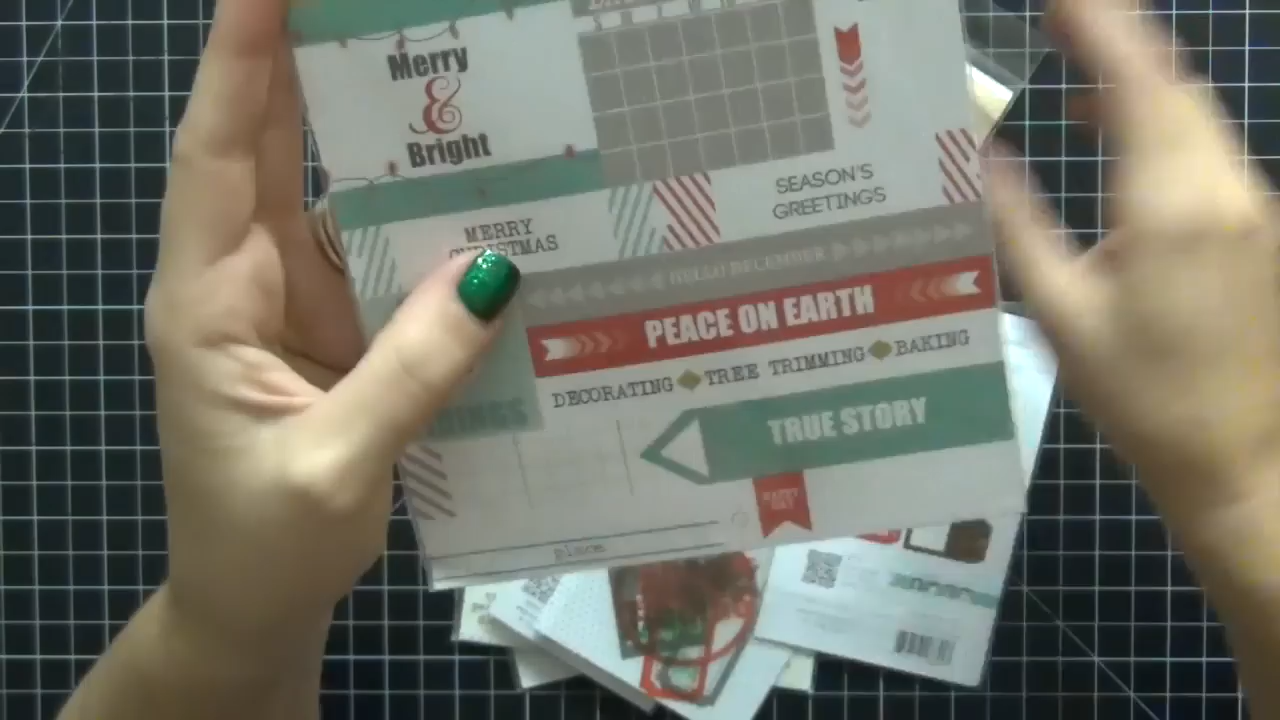 Merry
&
Bright
SEASON'S
GREETINGS
MERRY
CHRISTMAS
HELLO DECEMBER
PEACE ON EARTH
DECORATING TREE TRIMMING BAKING
TRUE STORY
place